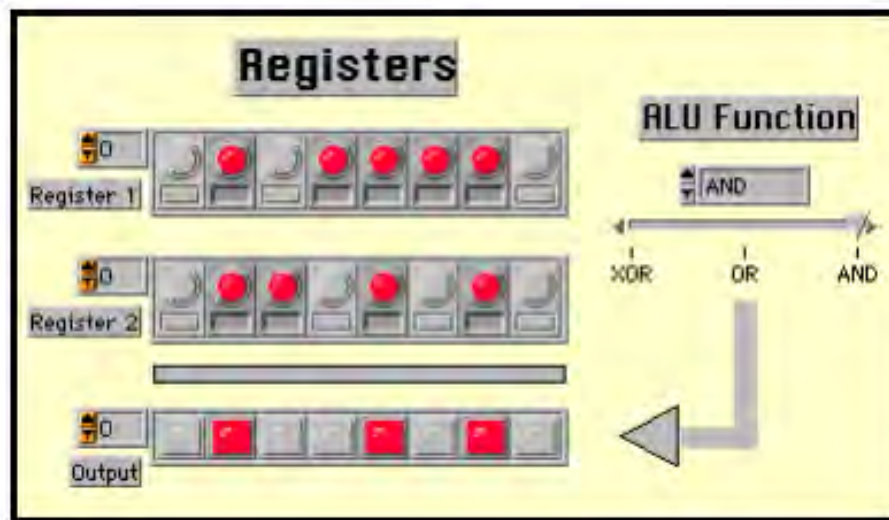 Registers
ALU Function
0
Register 1
AND
XOR OR AND
0
Register 2
0
Output